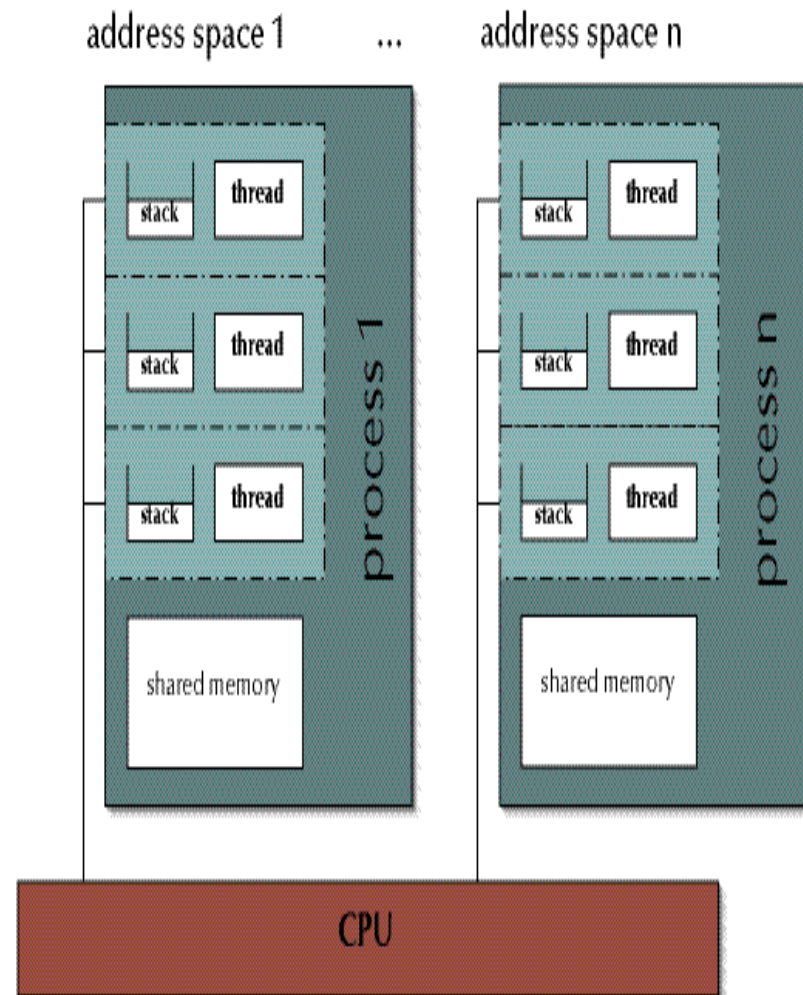 address space 1 ... address space n
stack thread
stack thread
stack thread
process 1
shared memory
stack thread
stack thread
stack thread
process n
shared memory
CPU